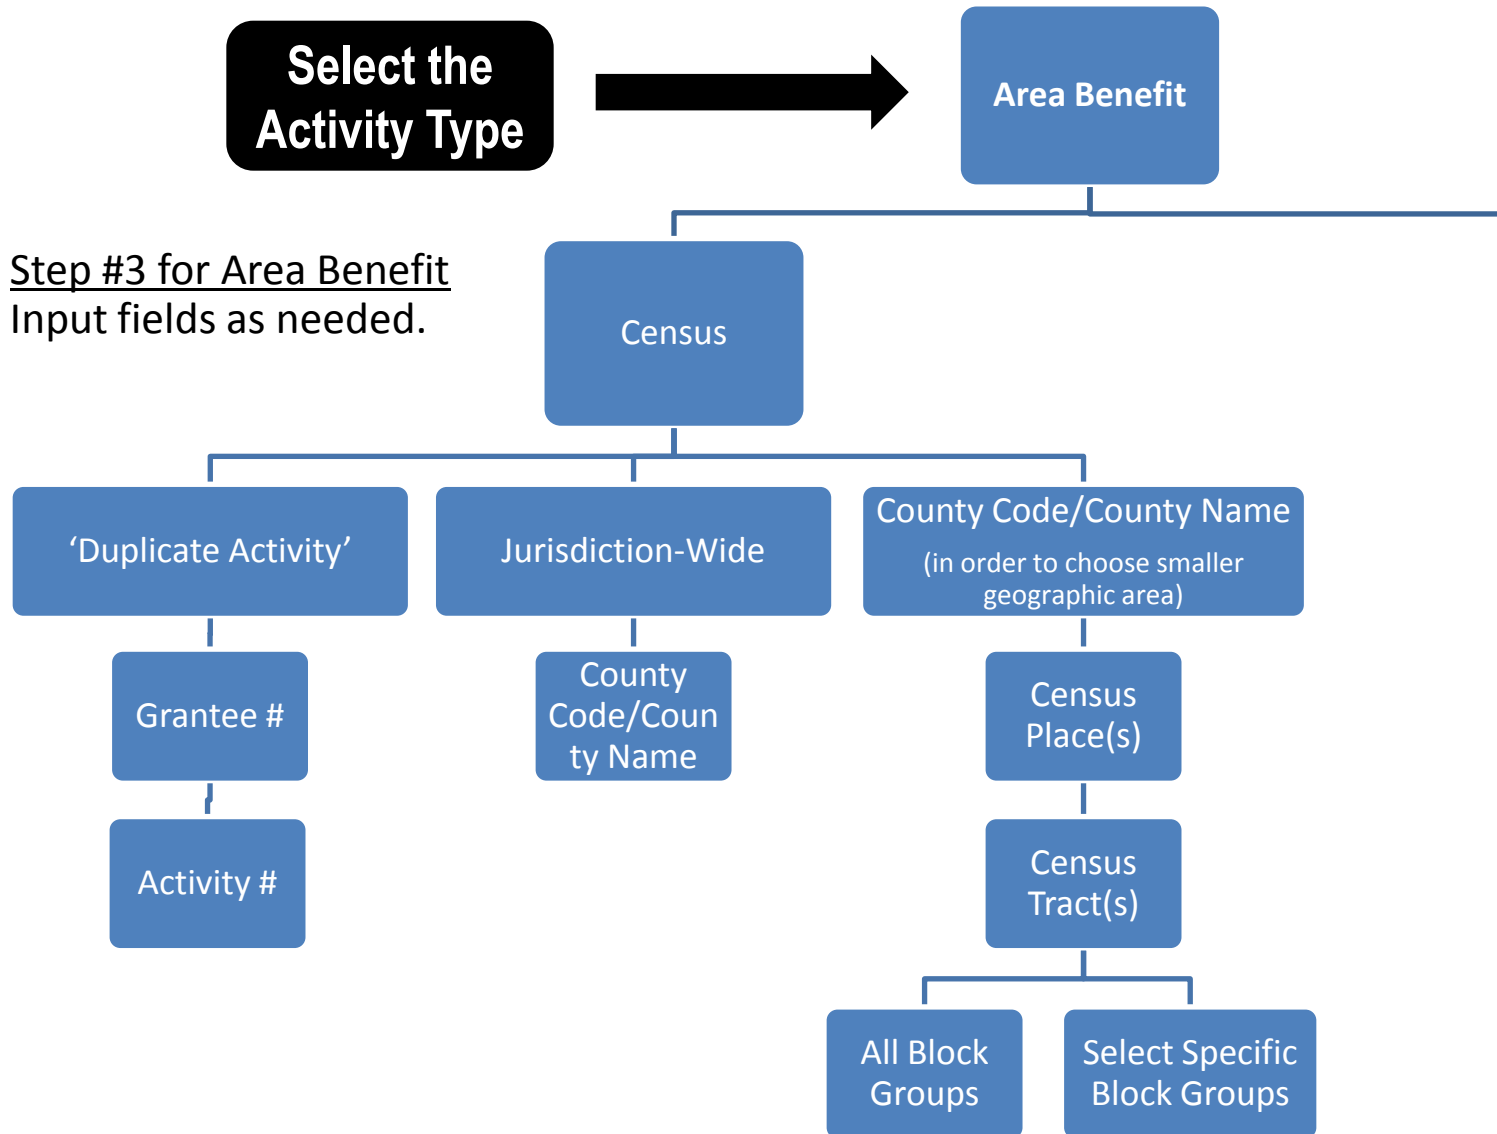 Select the
Activity Type
Area Benefit
Step #3 for Area Benefit
Input fields as needed.
Census
‘Duplicate Activity’
Jurisdiction-Wide
County Code/County Name
(in order to choose smaller
geographic area)
Grantee #
County
Code/Coun
ty Name
Census
Place(s)
Activity #
Census
Tract(s)
All Block
Groups
Select Specific
Block Groups